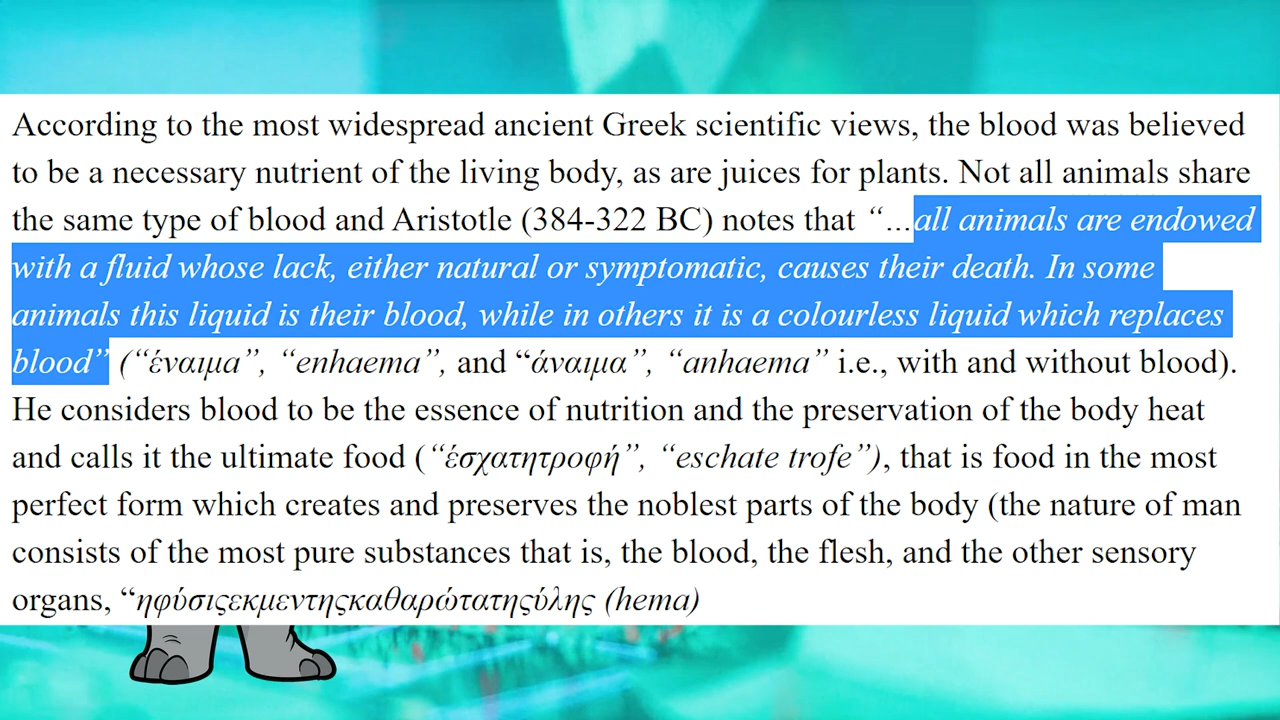 According to the most widespread ancient Greek scientific views, the blood was believed
to be a necessary nutrient of the living body, as are juices for plants. Not all animals share
the same type of blood and Aristotle (384-322 BC) notes that “...all animals are endowed
with a fluid whose lack, either natural or symptomatic, causes their death. In some
animals this liquid is their blood, while in others it is a colourless liquid which replaces
blood” (“έναιμα”, “enhaema”, and “άναιμα”, “anhaema” i.e., with and without blood).
He considers blood to be the essence of nutrition and the preservation of the body heat
and calls it the ultimate food (“έσχατητροφή”, “eschate trofe”), that is food in the most
perfect form which creates and preserves the noblest parts of the body (the nature of man
consists of the most pure substances that is, the blood, the flesh, and the other sensory
organs, “ηφύσιςεκμεντηςκαθαρώτατηςύλης (hema)